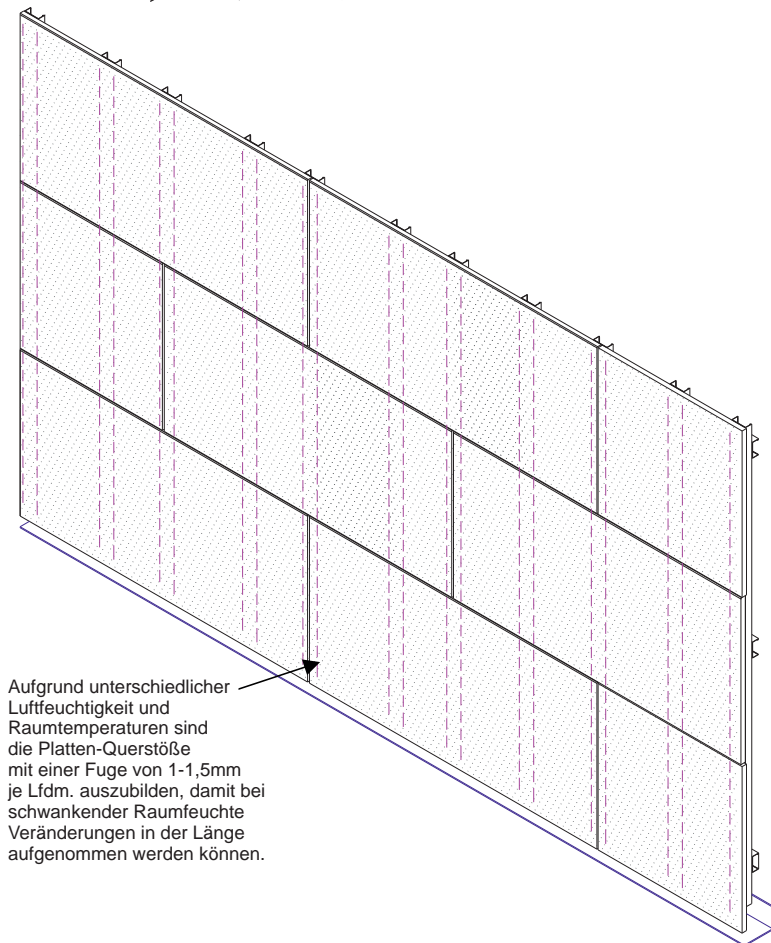 Aufgrund unterschiedlicher
Luftfeuchtigkeit und
Raumtemperaturen sind
die Platten-Querstöße
mit einer Fuge von 1-1,5mm
je Lfdm. auszubilden, damit bei
schwankender Raumfeuchte
Veränderungen in der Länge
aufgenommen werden können.